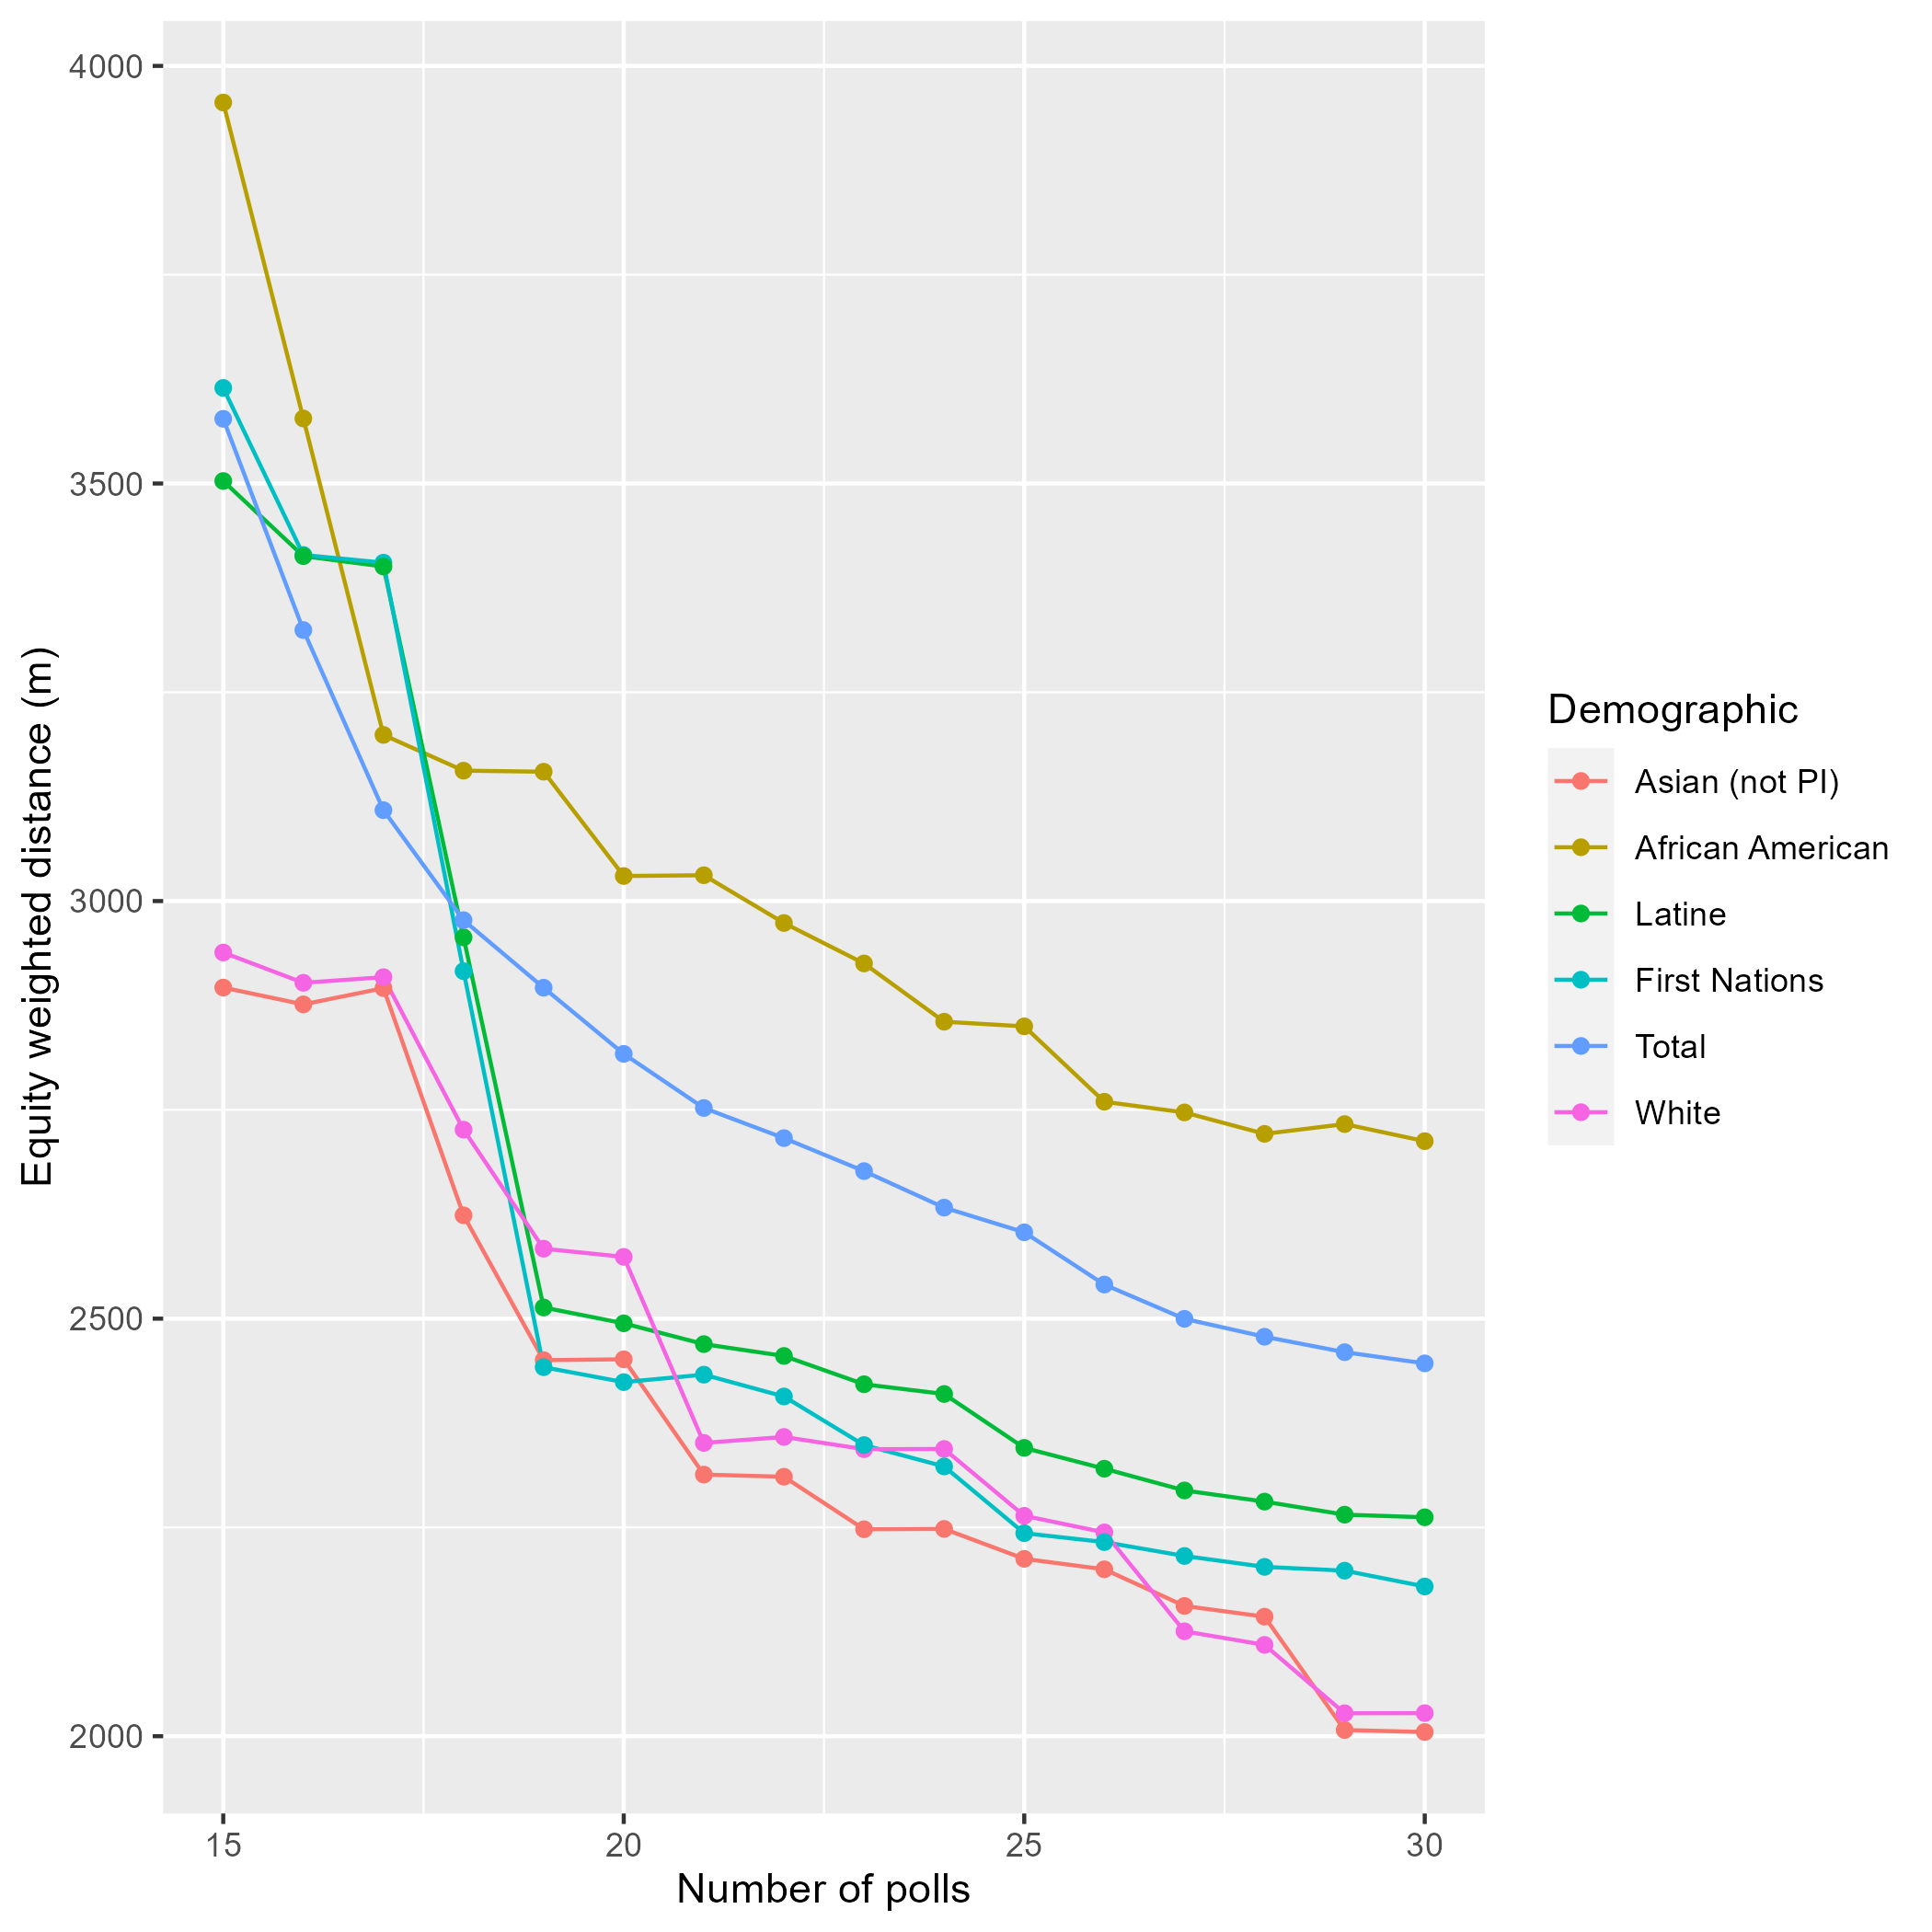 4000
3500
3000
2500
2000
Equity weighted distance (m)
15
20
25
30
Number of polls
Demographic
Asian (not PI)
African American
Latine
First Nations
Total
White